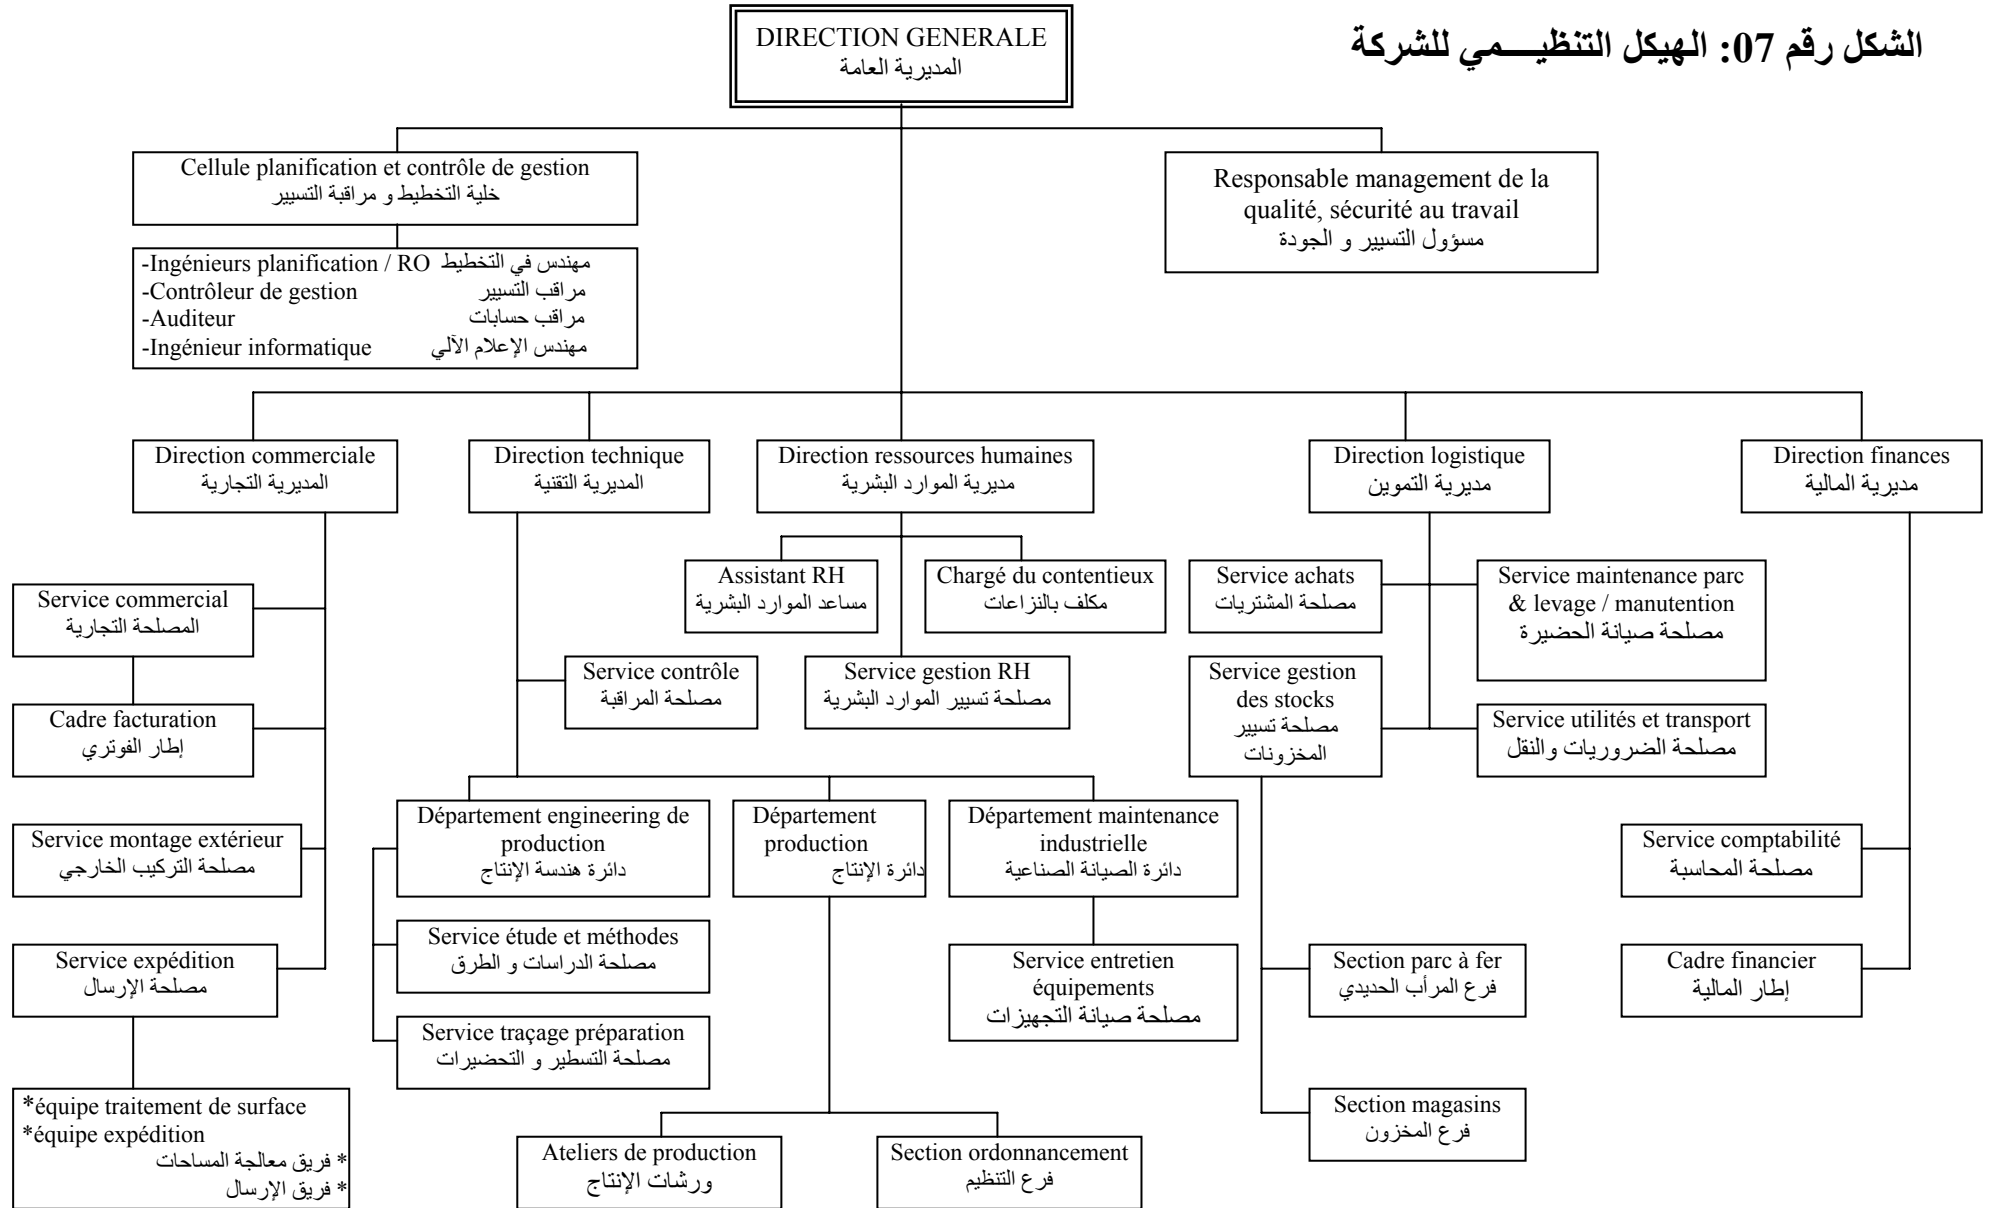 الشكل رقم 07: الهيكل التنظيـــمي للشركة
DIRECTION GENERALE
المديرية العامة
Cellule planification et contrôle de gestion
خلية التخطيط و مراقبة التسيير
Responsable management de la
qualité, sécurité au travail
مسؤول التسيير و الجودة
-Ingénieurs planification / RO مهندس في التخطيط
-Contrôleur de gestion مراقب التسيير
-Auditeur مراقب حسابات
-Ingénieur informatique مهندس الإعلام الآلي
Direction commerciale
المديرية التجارية
Direction technique
المديرية التقنية
Direction ressources humaines
مديرية الموارد البشرية
Direction logistique
مديرية التموين
Direction finances
مديرية المالية
Assistant RH
مساعد الموارد البشرية
Chargé du contentieux
مكلف بالنزاعات
Service achats
مصلحة المشتريات
Service maintenance parc
& levage / manutention
مصلحة صيانة الحضيرة
Service commercial
المصلحة التجارية
Service contrôle
مصلحة المراقبة
Service gestion RH
مصلحة تسيير الموارد البشرية
Service gestion
des stocks
مصلحة تسيير
المخزونات
Cadre facturation
إطار الفوتري
Service utilités et transport
مصلحة الضروريات والنقل
Service montage extérieur
مصلحة التركيب الخارجي
Département engineering de
production
دائرة هندسة الإنتاج
Département
production
دائرة الإنتاج
Département maintenance
industrielle
دائرة الصيانة الصناعية
Service comptabilité
مصلحة المحاسبة
Service expédition
مصلحة الإرسال
Service étude et méthodes
مصلحة الدراسات و الطرق
Service entretien
équipements
مصلحة صيانة التجهيزات
Section parc à fer
فرع المرأب الحديدي
Cadre financier
إطار المالية
Service traçage préparation
مصلحة التسطير و التحضيرات
*équipe traitement de surface
*équipe expédition
* فريق معالجة المساحات
* فريق الإرسال
Ateliers de production
ورشات الإنتاج
Section ordonnancement
فرع التنظيم
Section magasins
فرع المخزون